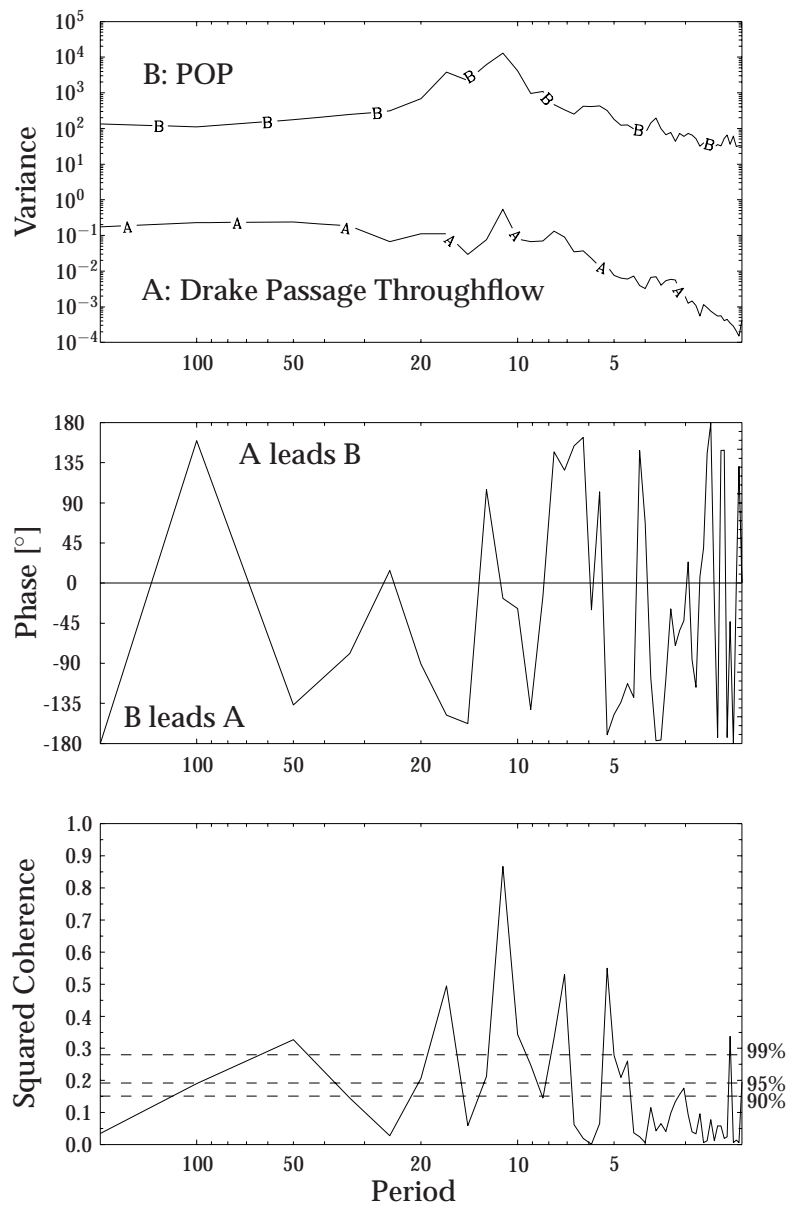 10^5
10^4
10^3
10^2
10^1
10^0
10^-1
10^-2
10^-3
10^-4
Variance
B: POP
B B B B B B B
A A A A A A A
A: Drake Passage Throughflow
100 50 20 10 5
180
135
90
45
0
-45
-90
-135
-180
Phase [°]
A leads B
B leads A
100 50 20 10 5
1.0
0.9
0.8
0.7
0.6
0.5
0.4
0.3
0.2
0.1
0.0
Squared Coherence
99%
95%
90%
100 50 20 10 5
Period